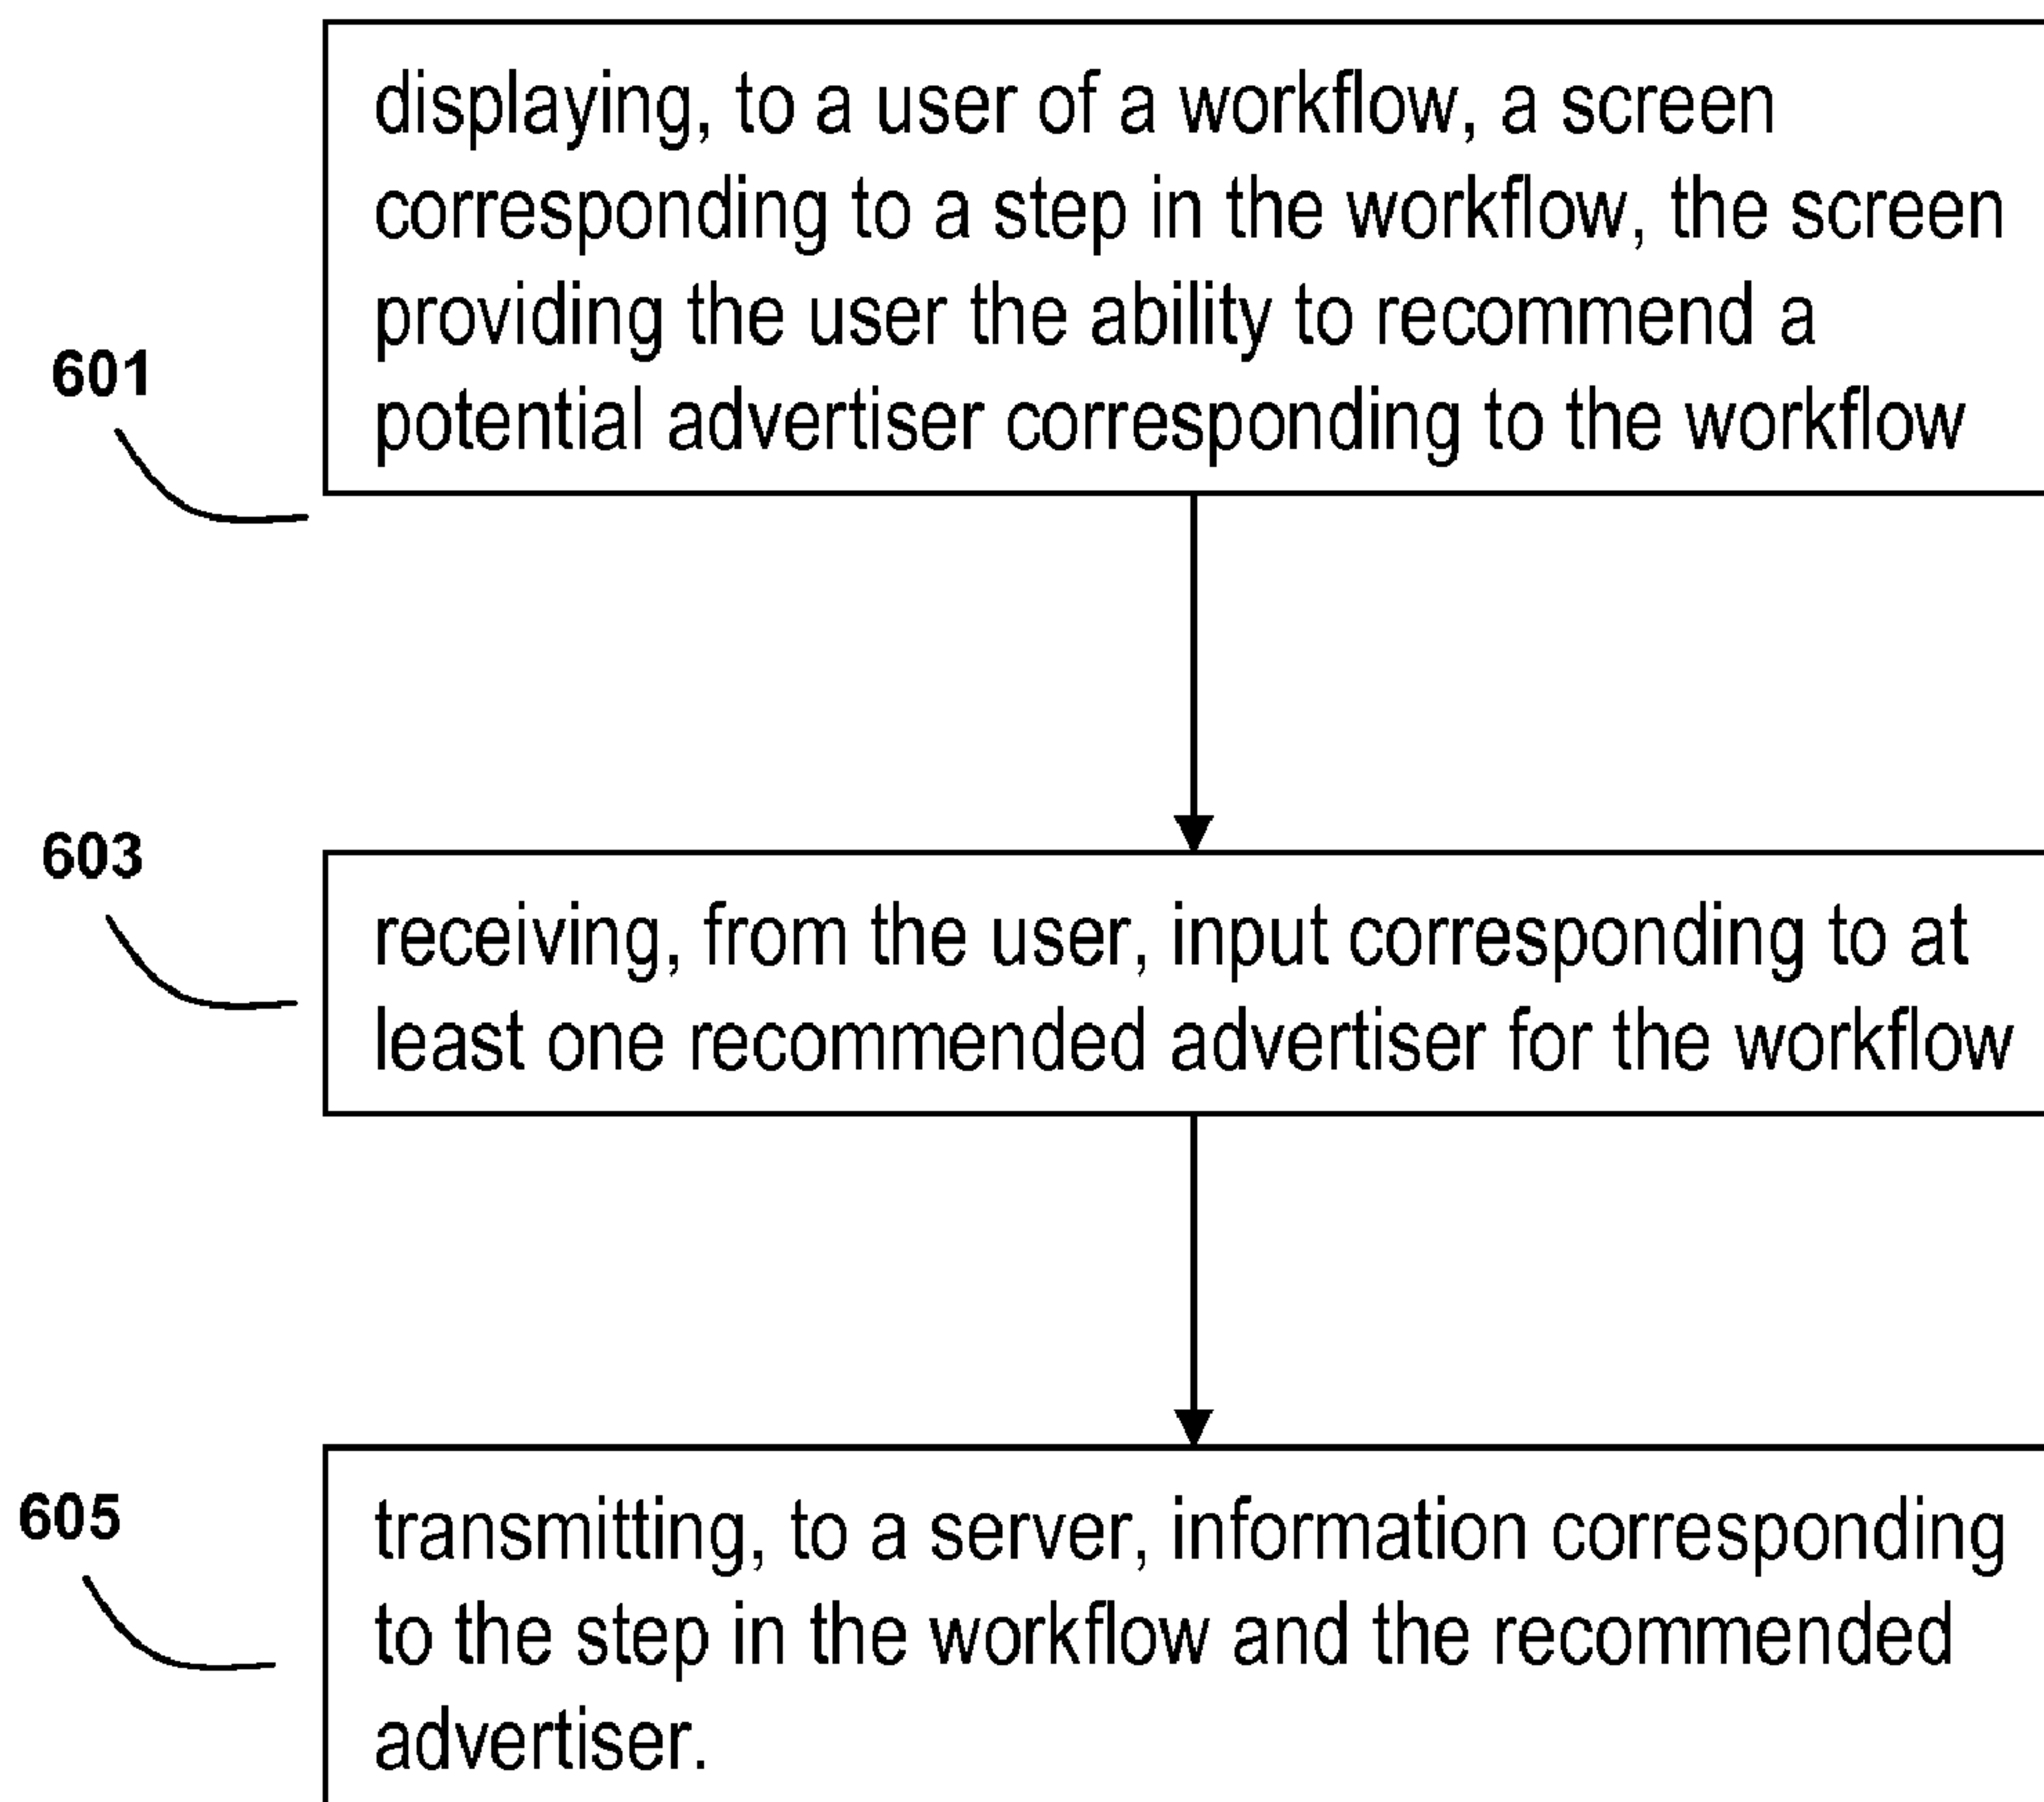 displaying, to a user of a workflow, a screen
corresponding to a step in the workflow, the screen
providing the user the ability to recommend a
potential advertiser corresponding to the workflow
601
603
receiving, from the user, input corresponding to at
least one recommended advertiser for the workflow
605
transmitting, to a server, information corresponding
to the step in the workflow and the recommended
advertiser.